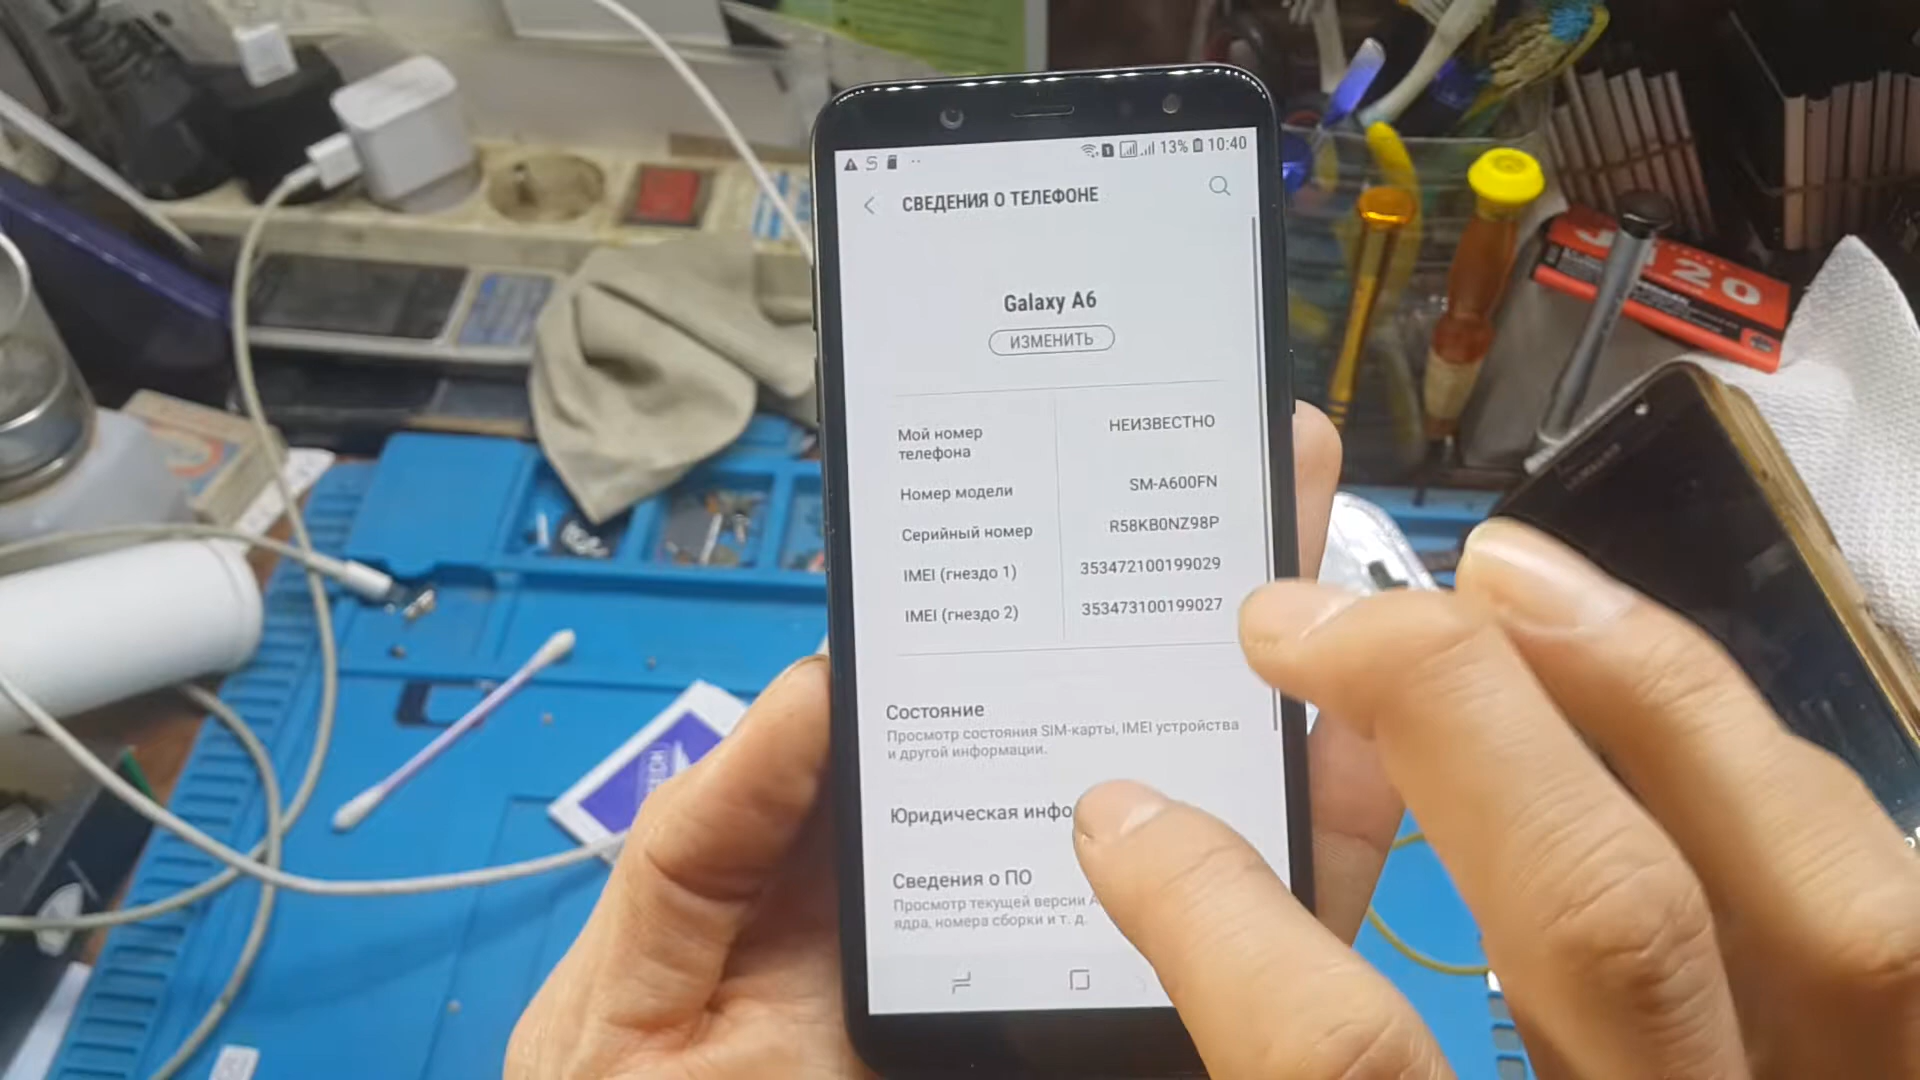 13% 10:40
СВЕДЕНИЯ О ТЕЛЕФОНЕ
Galaxy A6
ИЗМЕНИТЬ
Мой номер
телефона
НЕИЗВЕСТНО
Номер модели SM-A600FN
Серийный номер R58KB0NZ98P
IMEI (гнездо 1) 353472100199029
IMEI (гнездо 2) 353473100199027
Состояние
Просмотр состояния SIM-карты, IMEI устройства
и другой информации.
Юридическая инфо
Сведения о ПО
Просмотр текущей версии
ядра, номера сборки и т. д.